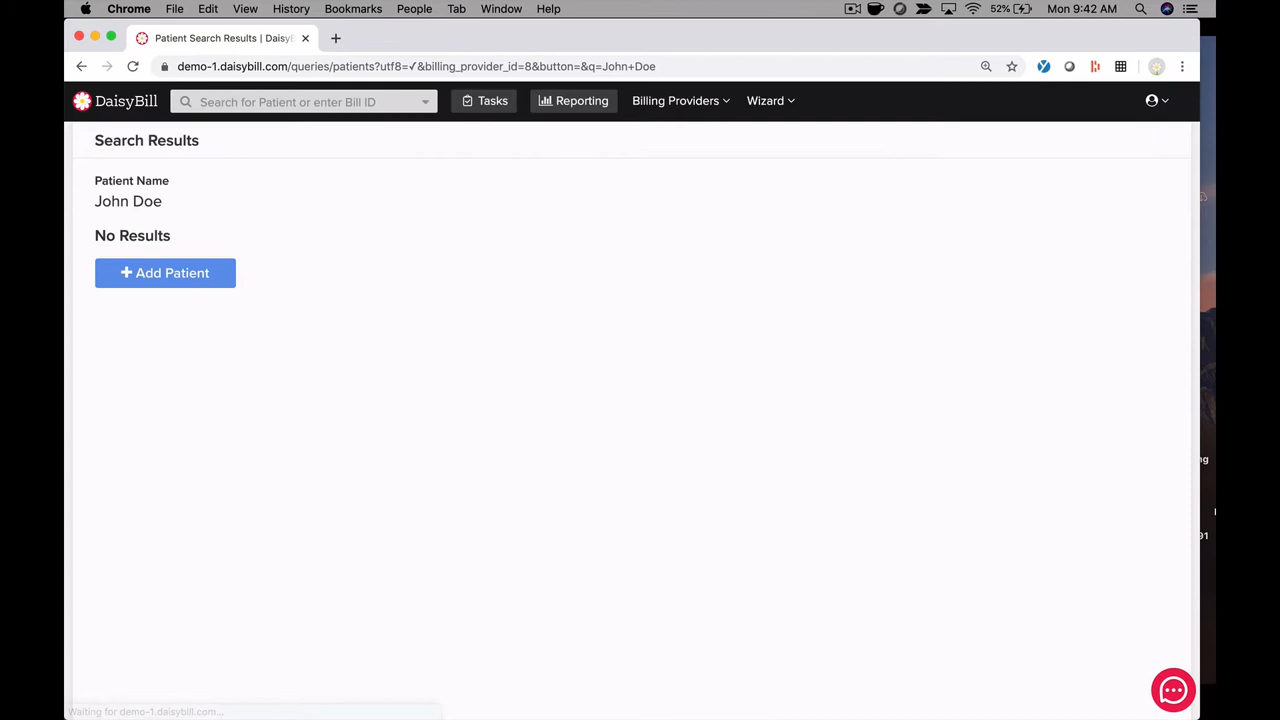 Chrome File Edit View History Bookmarks People Tab Window Help 52% Mon 9:42 AM
Patient Search Results | DaisyB
demo-1.daisybill.com/queries/patients?utf8=✓&billing_provider_id=8&button=&q=John+Doe
DaisyBill Search for Patient or enter Bill ID Tasks Reporting Billing Providers Wizard
Search Results
Patient Name
John Doe
No Results
+ Add Patient
ng
91
Waiting for demo-1.daisybill.com...